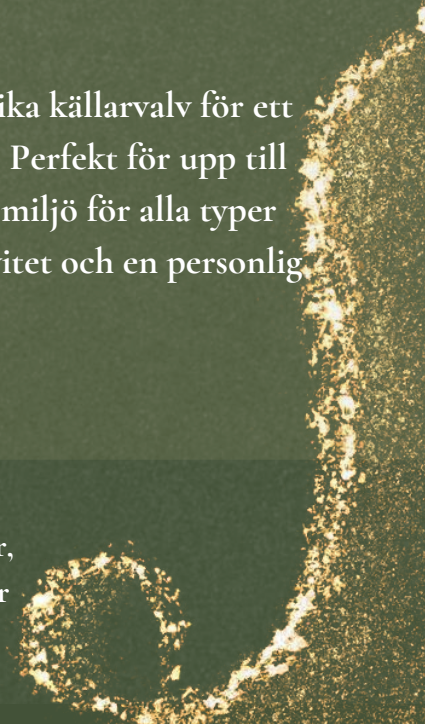 ika källarvalv för ett
Perfekt för upp till
miljö för alla typer
itet och en personlig
r,
r